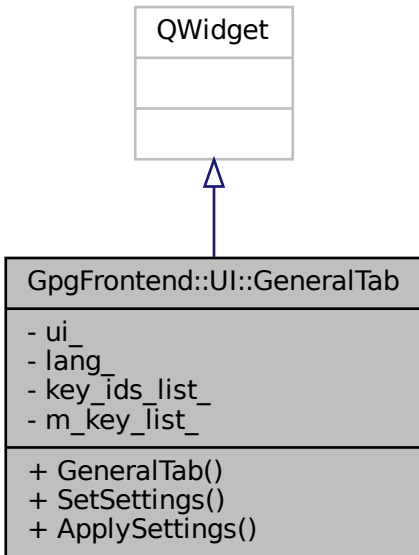 QWidget
GpgFrontend::UI::GeneralTab
- ui_
- lang_
- key_ids_list_
- m_key_list_
+ GeneralTab()
+ SetSettings()
+ ApplySettings()